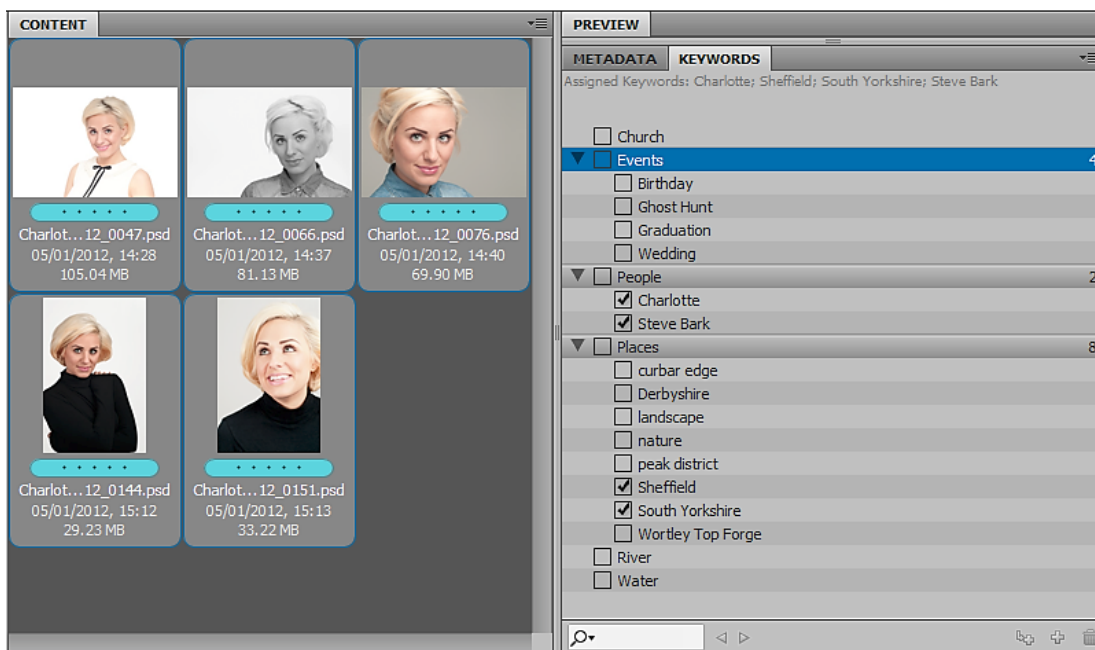 CONTENT
Charlot...12_0047.psd
05/01/2012, 14:28
105.04 MB
Charlot...12_0066.psd
05/01/2012, 14:37
81.13 MB
Charlot...12_0076.psd
05/01/2012, 14:40
69.90 MB
Charlot...12_0144.psd
05/01/2012, 15:12
29.23 MB
Charlot...12_0151.psd
05/01/2012, 15:13
33.22 MB
PREVIEW
METADATA KEYWORDS
Assigned Keywords: Charlotte; Sheffield; South Yorkshire; Steve Bark
Church
Events 4
Birthday
Ghost Hunt
Graduation
Wedding
People 2
Charlotte
Steve Bark
Places 8
curbar edge
Derbyshire
landscape
nature
peak district
Sheffield
South Yorkshire
Wortley Top Forge
River
Water